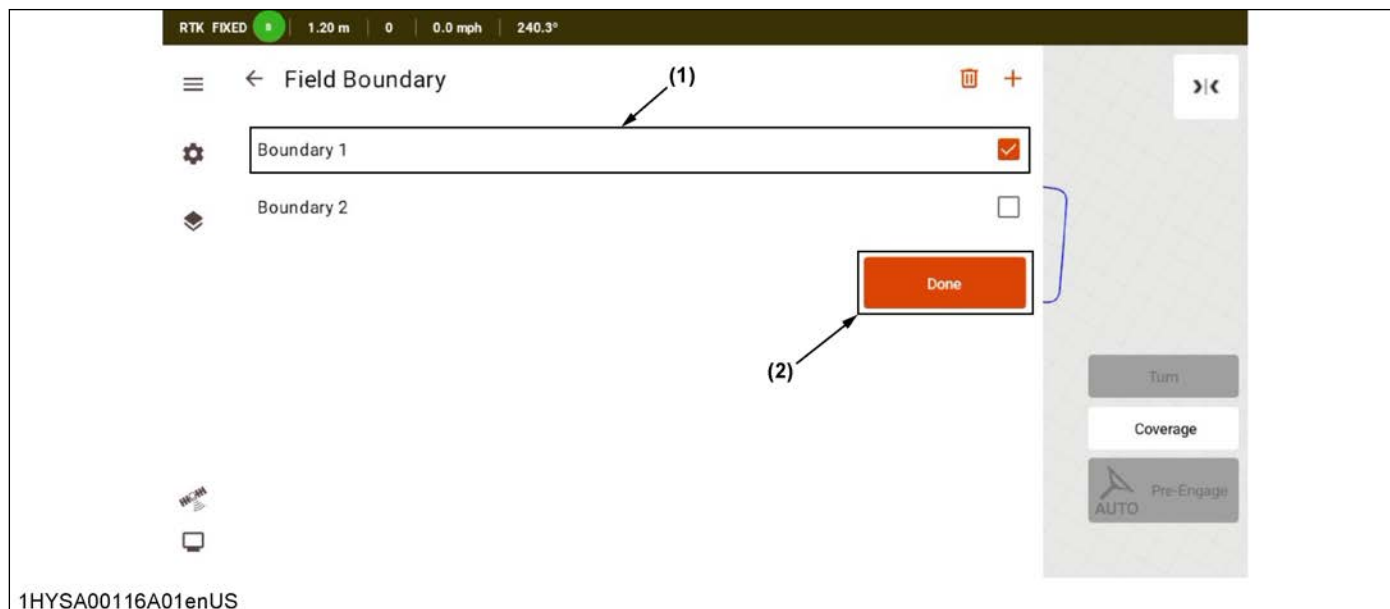 RTK FIXED R 1.20 m 0 0.0 mph 240.3°
Field Boundary
(1)
Boundary 1
Boundary 2
Done
(2)
Turn
Coverage
AUTO Pre-Engage
1HYSA00116A01enUS